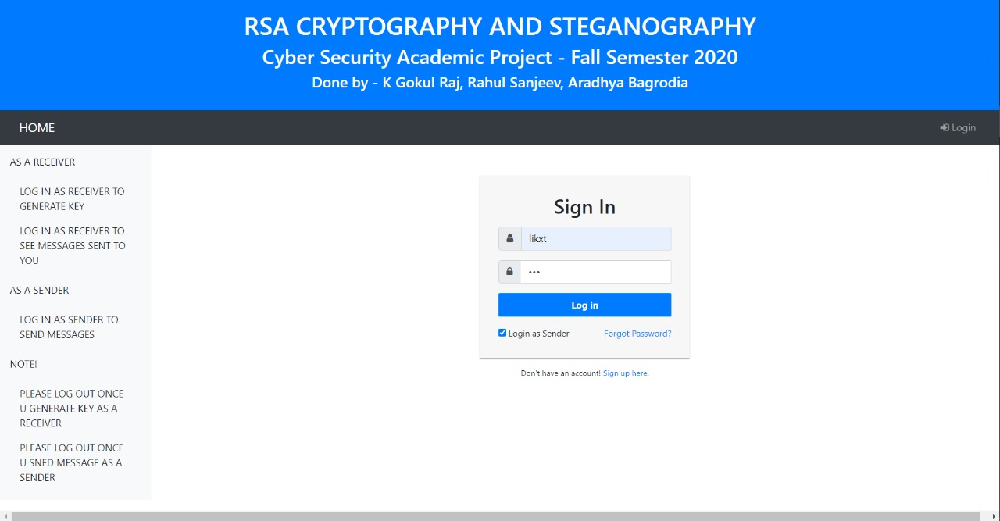 RSA CRYPTOGRAPHY AND STEGANOGRAPHY
Cyber Security Academic Project - Fall Semester 2020
Done by - K Gokul Raj, Rahul Sanjeev, Aradhya Bagrodia
HOME
Login
AS A RECEIVER
LOG IN AS RECEIVER TO
GENERATE KEY
LOG IN AS RECEIVER TO
SEE MESSAGES SENT TO
YOU
AS A SENDER
LOG IN AS SENDER TO
SEND MESSAGES
NOTE!
PLEASE LOG OUT ONCE
U GENERATE KEY AS A
RECEIVER
PLEASE LOG OUT ONCE
U SNED MESSAGE AS A
SENDER
Sign In
likxt
•••
Log in
Login as Sender
Forgot Password?
Don't have an account! Sign up here.